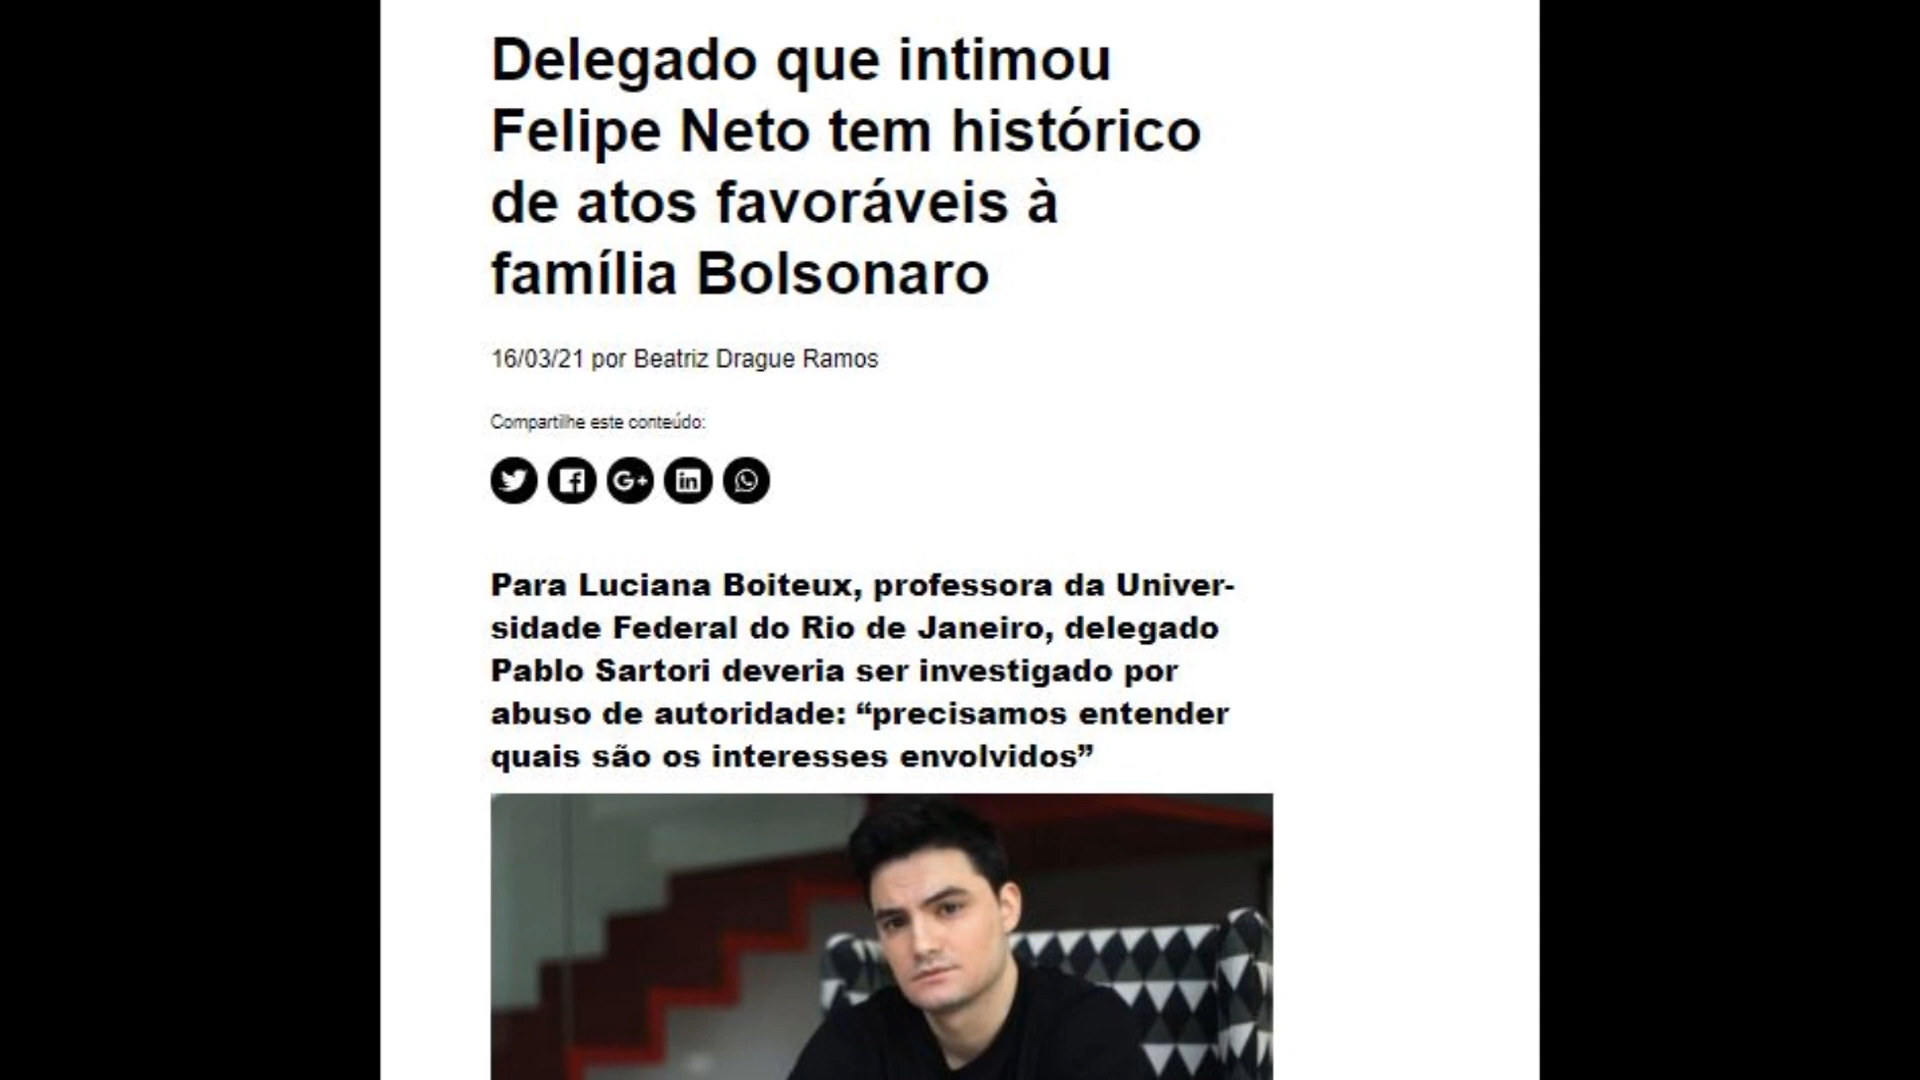 Delegado que intimou
Felipe Neto tem histórico
de atos favoráveis à
família Bolsonaro
16/03/21 por Beatriz Drague Ramos
Compartilhe este conteúdo:
G+
in
Para Luciana Boiteux, professora da Univer-
sidade Federal do Rio de Janeiro, delegado
Pablo Sartori deveria ser investigado por
abuso de autoridade: “precisamos entender
quais são os interesses envolvidos”